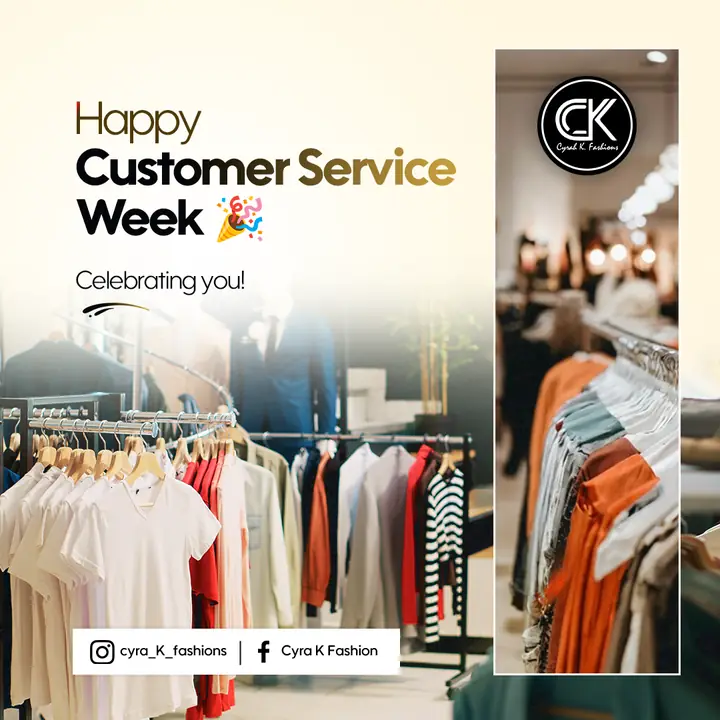 Happy
Customer Service
Week 🎉
Celebrating you!
CK
Cyrah K. Fashions
cyra_K_fashions | Cyra K Fashion